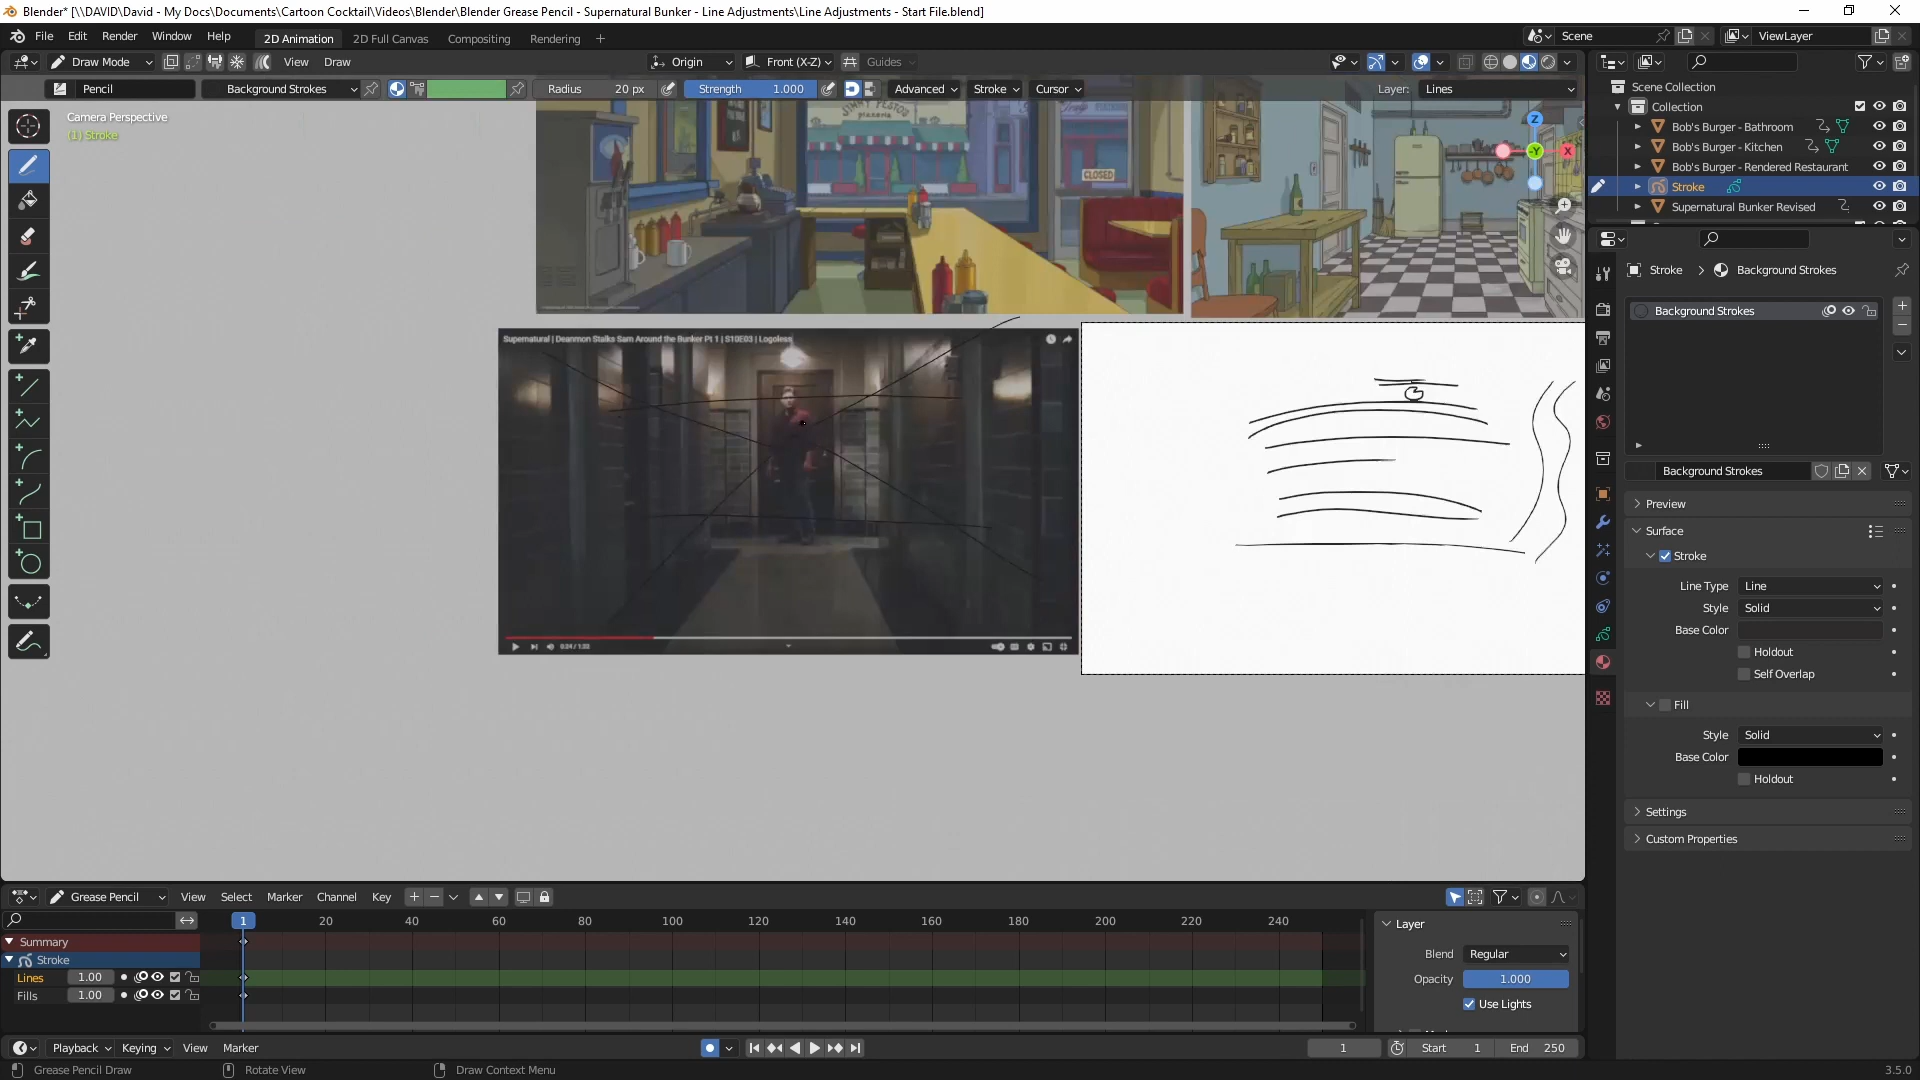 Blender* [\\DAVID\David - My Docs\Documents\Cartoon Cocktail\Videos\Blender\Blender Grease Pencil - Supernatural Bunker - Line Adjustments\Line Adjustments - Start File.blend]
File Edit Render Window Help 2D Animation 2D Full Canvas Compositing Rendering + Scene ViewLayer
Draw Mode View Draw Origin Front (X-Z) Guides
Pencil Background Strokes Radius 20 px Strength 1.000 Advanced Stroke Cursor Layer: Lines
Camera Perspective
(1) Stroke
JIMMY PESTO'S
pizzeria
CLOSED
Z
-Y
X
Supernatural | Deanmon Stalks Sam Around the Bunker Pt 1 | S10E03 | Logoless
0:24 / 1:22
Scene Collection
Collection
Bob's Burger - Bathroom
Bob's Burger - Kitchen
Bob's Burger - Rendered Restaurant
Stroke
Supernatural Bunker Revised
Stroke > Background Strokes
Background Strokes
Background Strokes
Preview
Surface
Stroke
Line Type Line
Style Solid
Base Color
Holdout
Self Overlap
Fill
Style Solid
Base Color
Holdout
Settings
Custom Properties
Grease Pencil View Select Marker Channel Key
1 20 40 60 80 100 120 140 160 180 200 220 240
Summary
Stroke
Lines 1.00
Fills 1.00
Layer
Blend Regular
Opacity 1.000
Use Lights
Playback Keying View Marker 1 Start 1 End 250
Grease Pencil Draw Rotate View Draw Context Menu 3.5.0